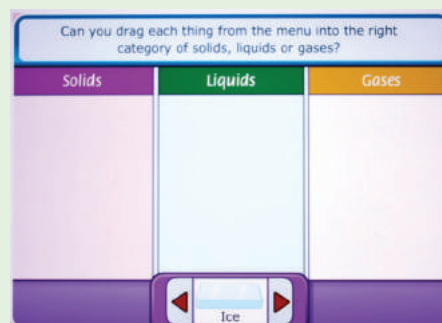 Can you drag each thing from the menu into the right
category of solids, liquids or gases?
Solids
Liquids
Gases
Ice